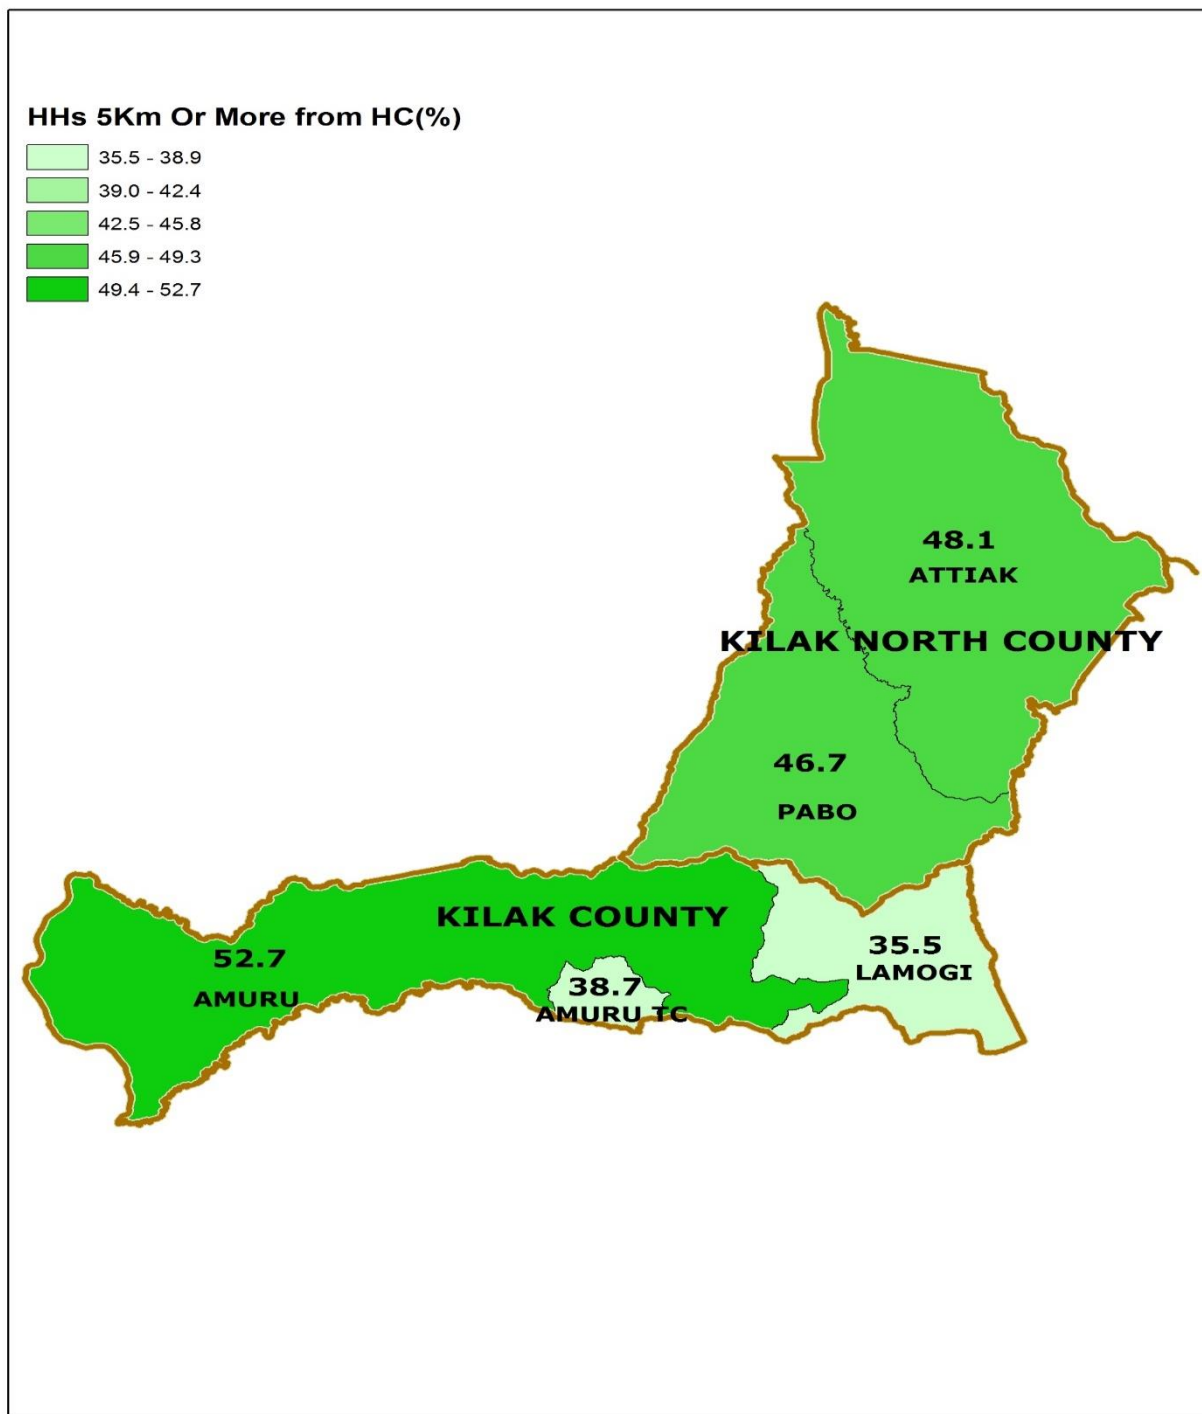 HHs 5Km Or More from HC(%)
35.5 - 38.9
39.0 - 42.4
42.5 - 45.8
45.9 - 49.3
49.4 - 52.7
48.1
ATTIAK
KILAK NORTH COUNTY
46.7
PABO
KILAK COUNTY
35.5
LAMOGI
52.7
AMURU
38.7
AMURU TC